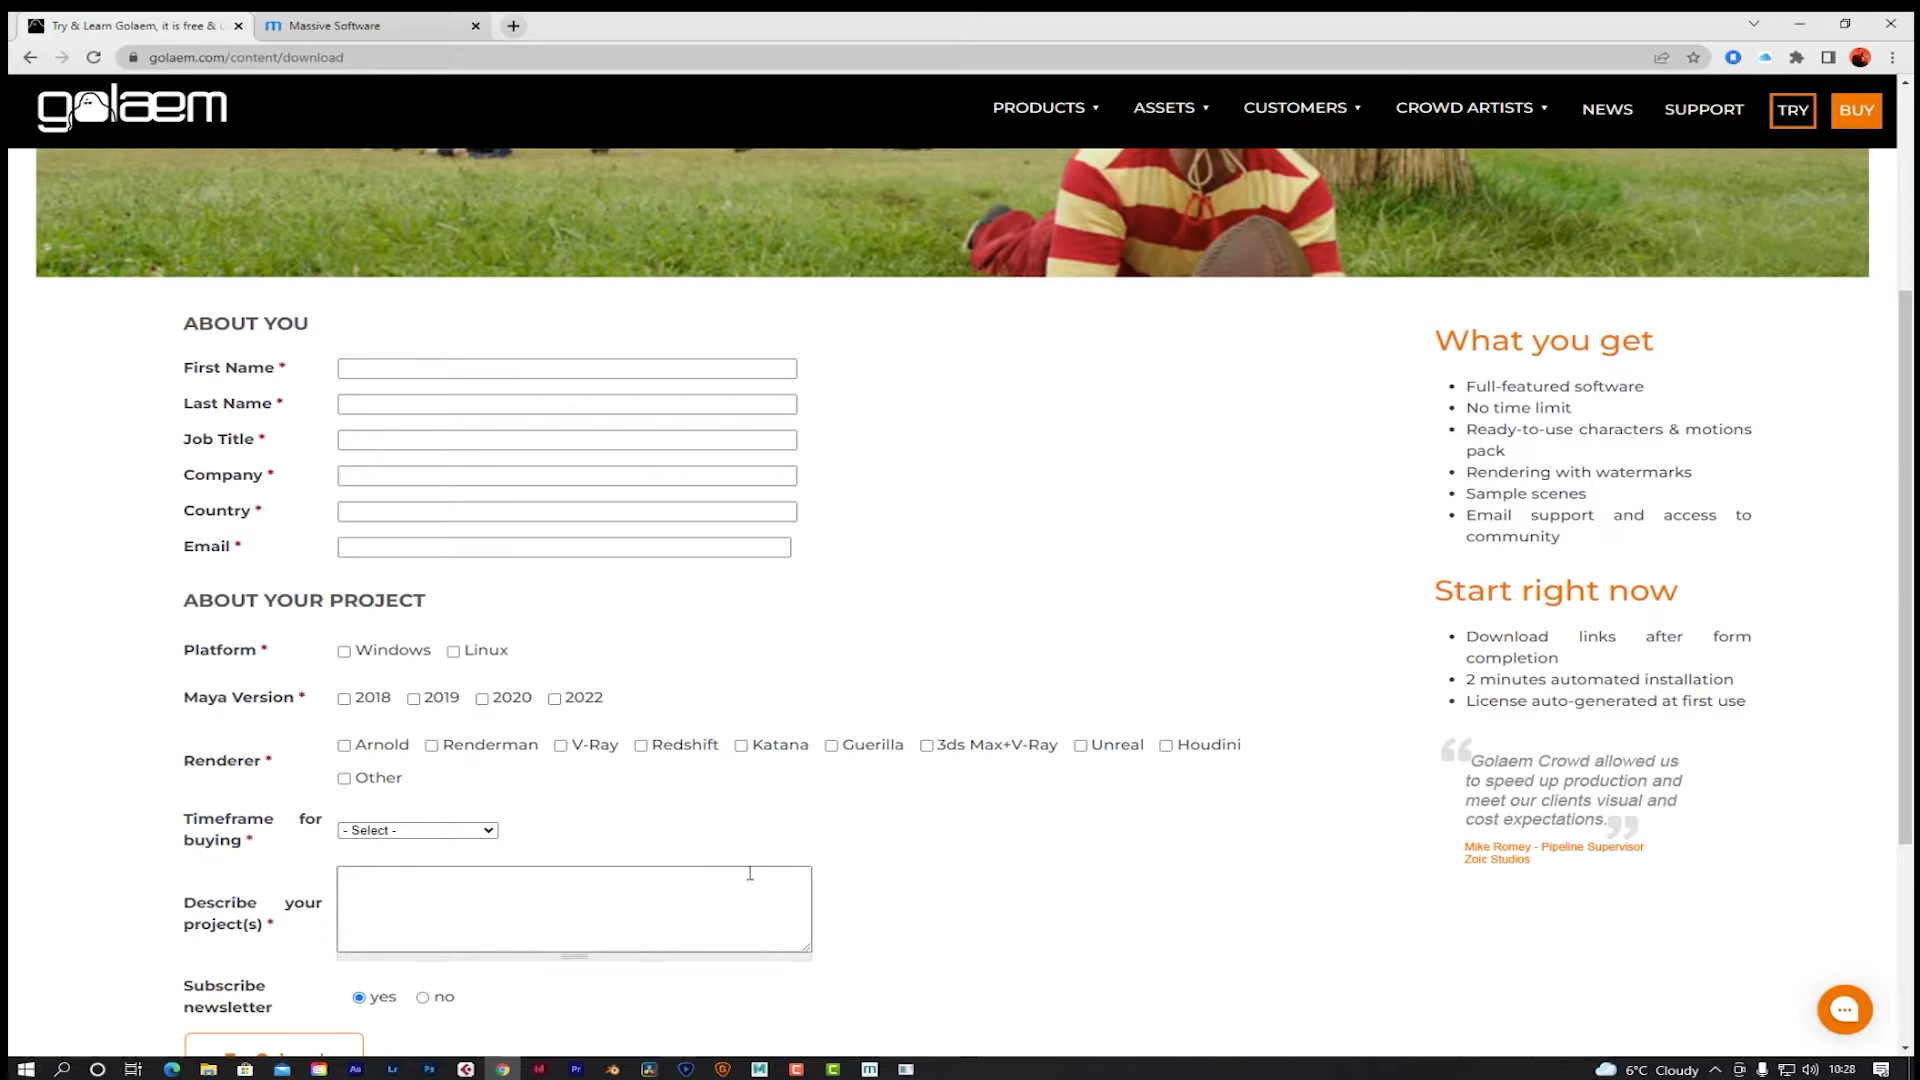 Try & Learn Golaem, it is free & u
Massive Software
golaem.com/content/download
golaem
PRODUCTS
ASSETS
CUSTOMERS
CROWD ARTISTS
NEWS
SUPPORT
TRY
BUY
ABOUT YOU
First Name *
Last Name *
Job Title *
Company *
Country *
Email *
ABOUT YOUR PROJECT
Platform *
Windows
Linux
Maya Version *
2018
2019
2020
2022
Renderer *
Arnold
Renderman
V-Ray
Redshift
Katana
Guerilla
3ds Max+V-Ray
Unreal
Houdini
Other
Timeframe for
buying *
- Select -
Describe your
project(s) *
Subscribe
newsletter
yes
no
What you get
• Full-featured software
• No time limit
• Ready-to-use characters & motions
pack
• Rendering with watermarks
• Sample scenes
• Email support and access to
community
Start right now
• Download links after form
completion
• 2 minutes automated installation
• License auto-generated at first use
“Golaem Crowd allowed us
to speed up production and
meet our clients visual and
cost expectations.”
Mike Romey - Pipeline Supervisor
Zoic Studios
Ae
Lr
Ps
Id
Pr
6°C Cloudy
10:28